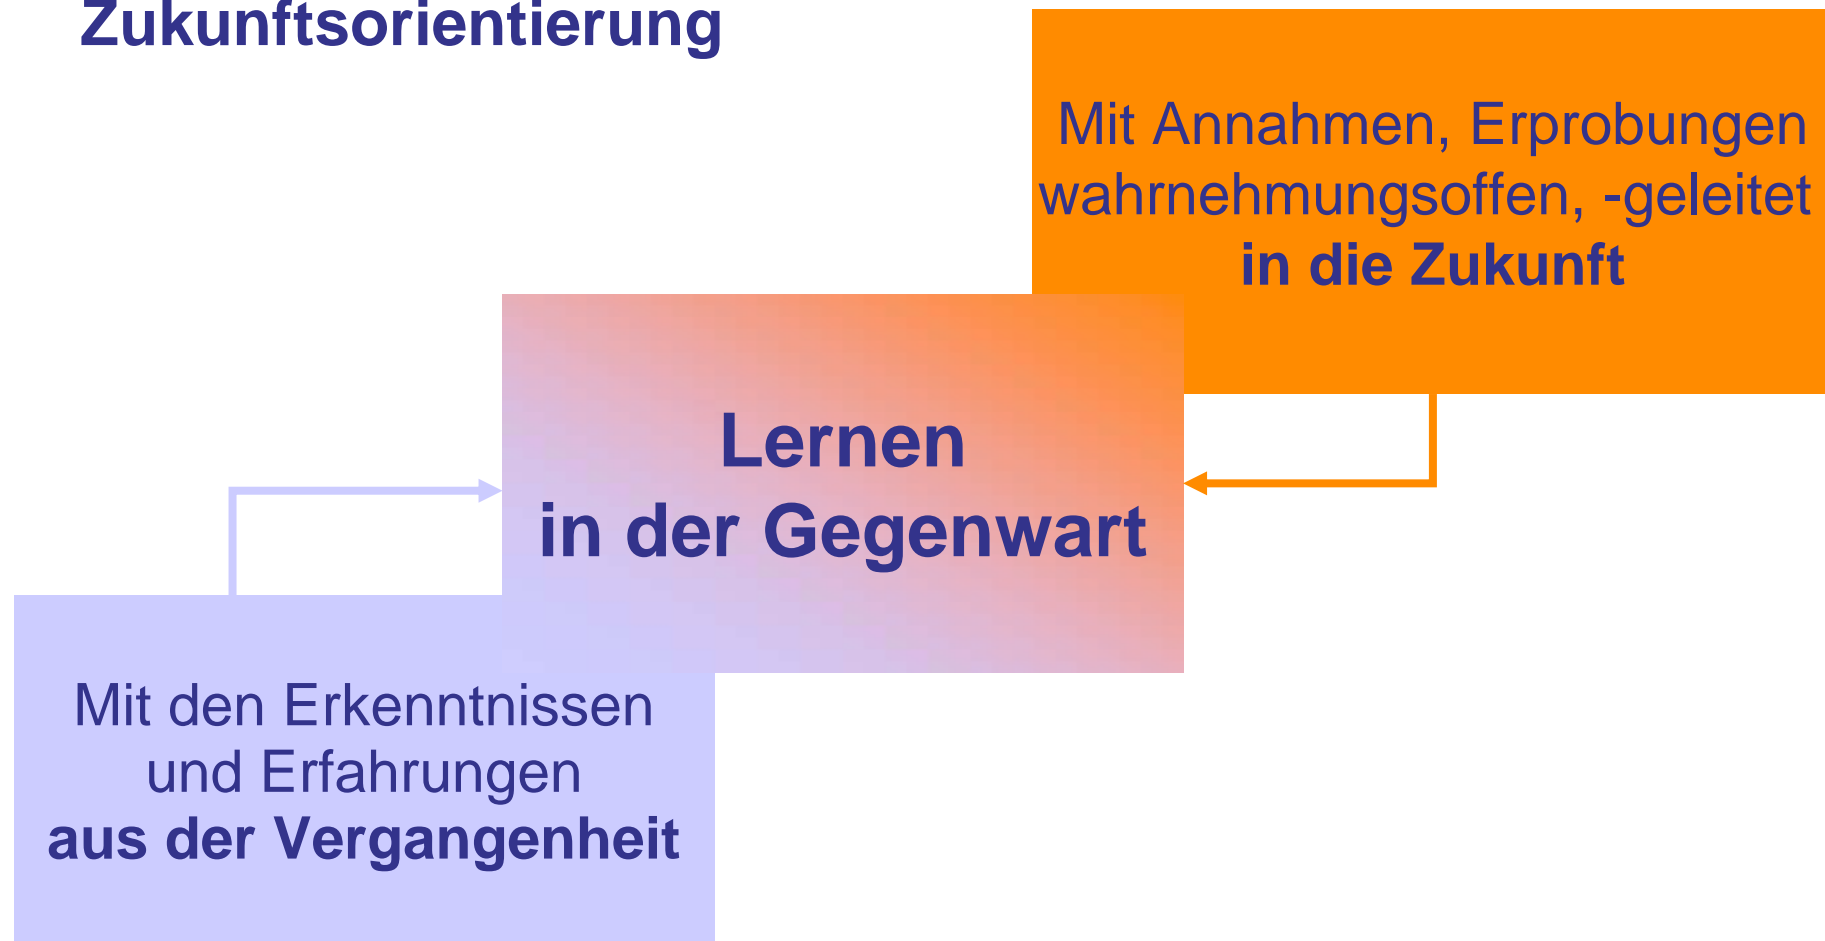 Zukunftsorientierung
Mit Annahmen, Erprobungen
wahrnehmungsoffen, -geleitet
in die Zukunft
Lernen
in der Gegenwart
Mit den Erkenntnissen
und Erfahrungen
aus der Vergangenheit